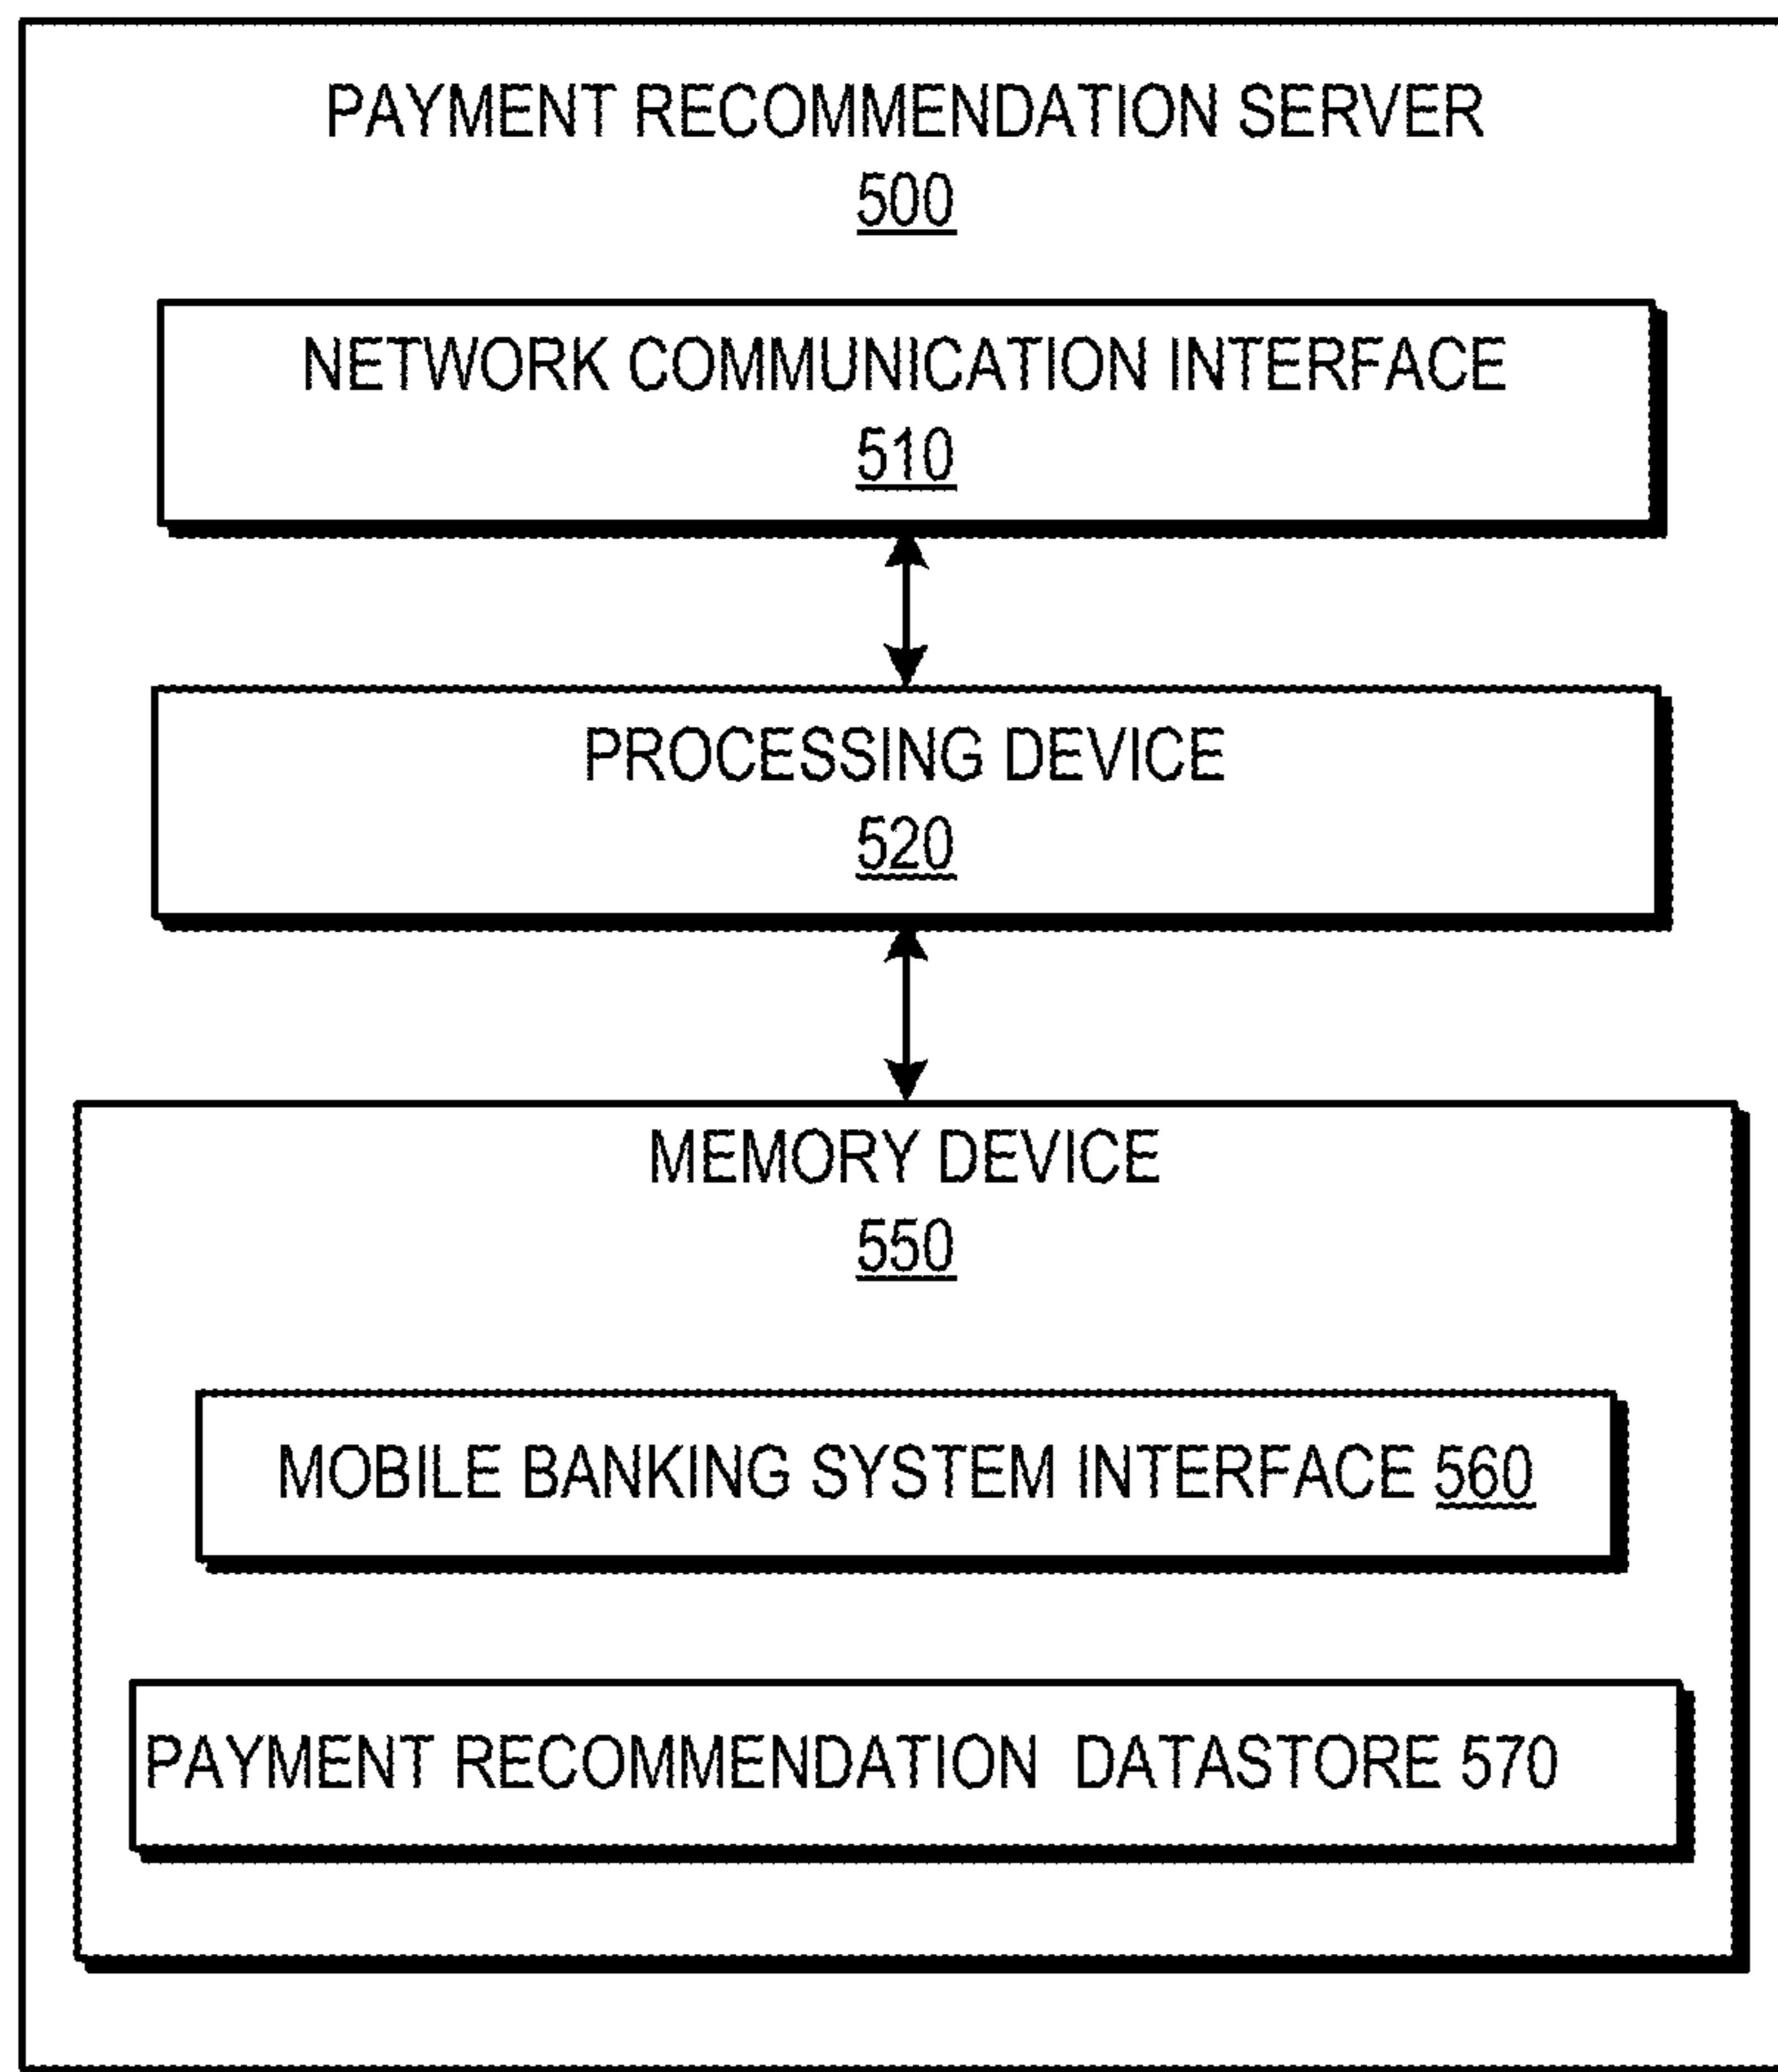 PAYMENT RECOMMENDATION SERVER
500
NETWORK COMMUNICATION INTERFACE
510
PROCESSING DEVICE
520
MEMORY DEVICE
550
MOBILE BANKING SYSTEM INTERFACE 560
PAYMENT RECOMMENDATION DATASTORE 570